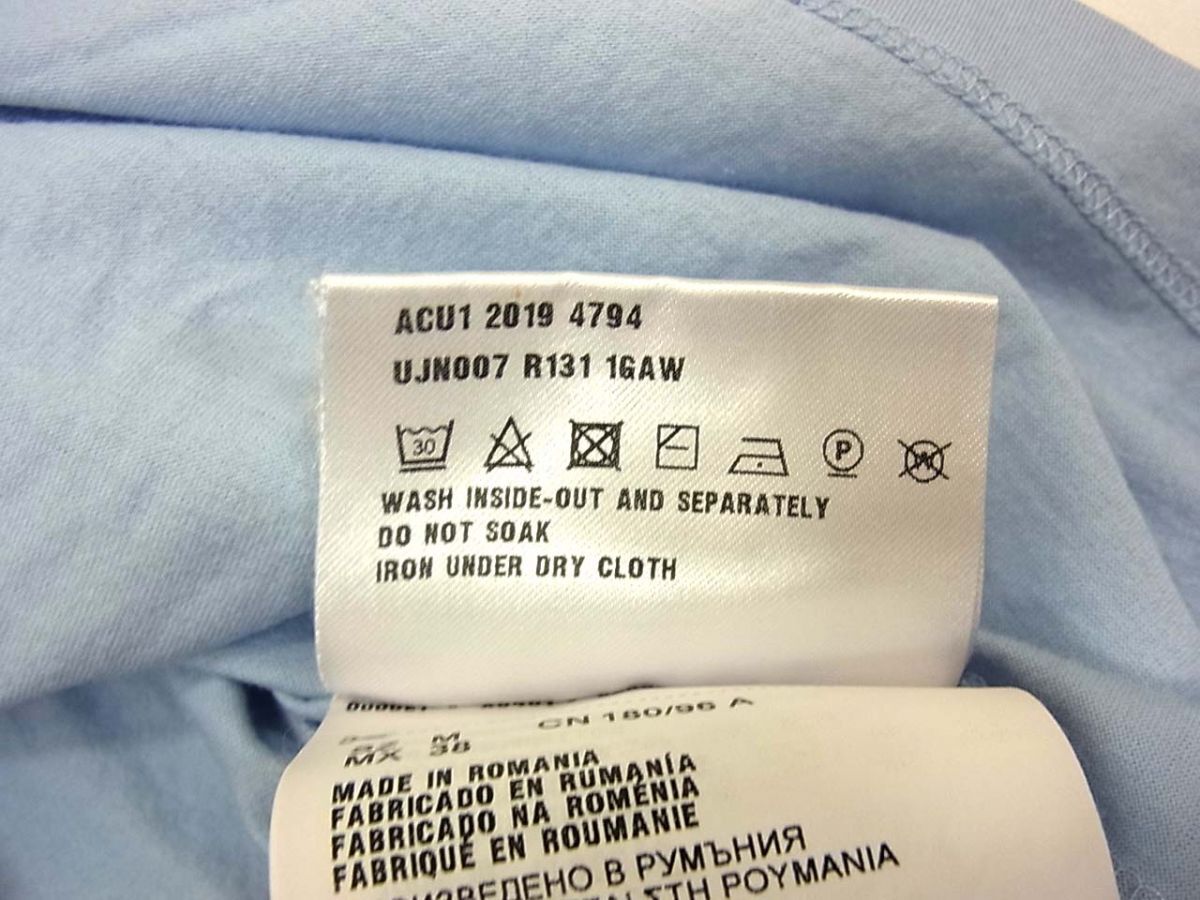 ACU1 2019 4794
UJN007 R131 1GAW
30
P
W
WASH INSIDE-OUT AND SEPARATELY
DO NOT SOAK
IRON UNDER DRY CLOTH
CN 180/96 A
M
MX 38
MADE IN ROMANIA
FABRICADO EN RUMANÍA
FABRICADO NA ROMÉNIA
FABRIQUÉ EN ROUMANIE
В РУМЪНИЯ
ΣΤΗ ΡΟΥΜΑΝΙΑ